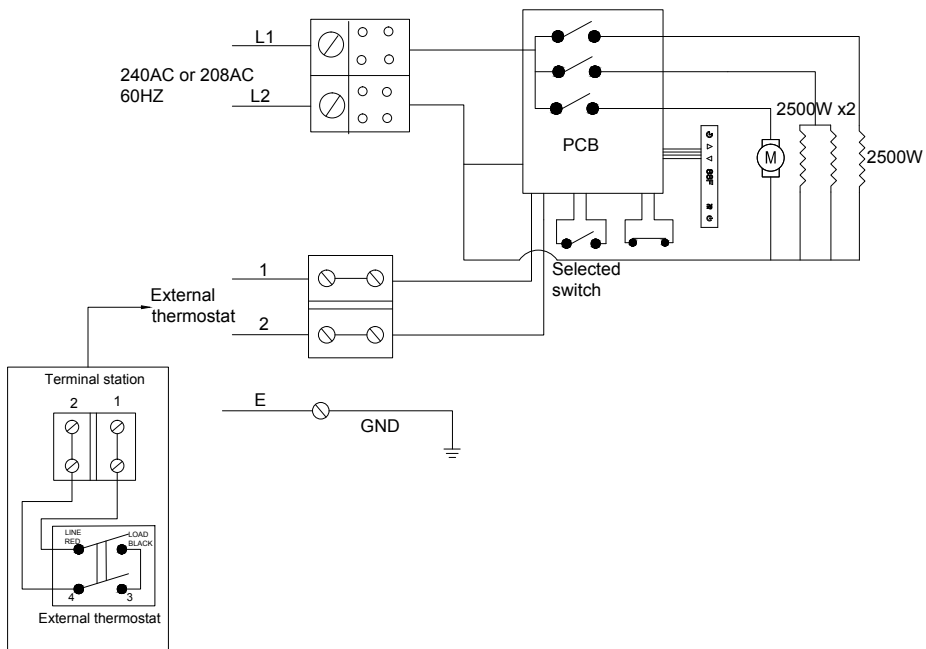 L1
240AC or 208AC
60HZ
L2
PCB
M
2500W x2
2500W
88F
Selected
switch
1
External
thermostat
2
E
GND
Terminal station
2 1
LINE
RED
LOAD
BLACK
4 3
External thermostat